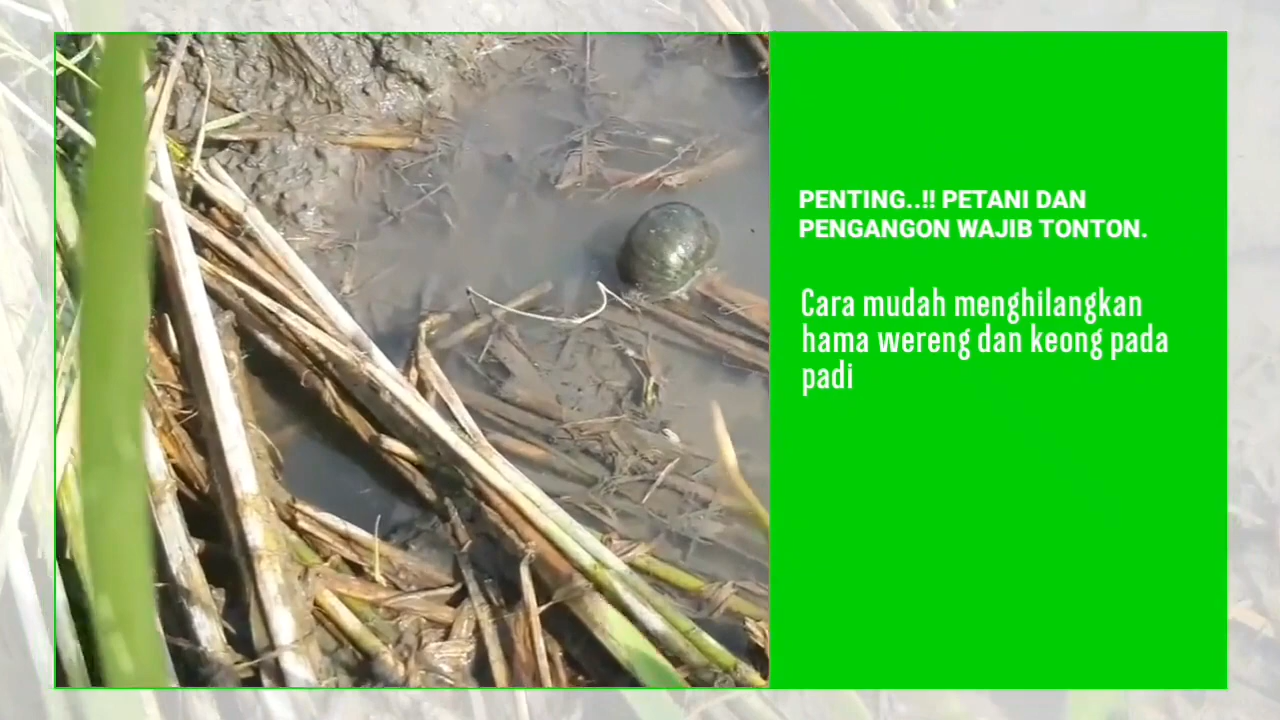 PENTING..!! PETANI DAN
PENGANGON WAJIB TONTON.
Cara mudah menghilangkan
hama wereng dan keong pada
padi